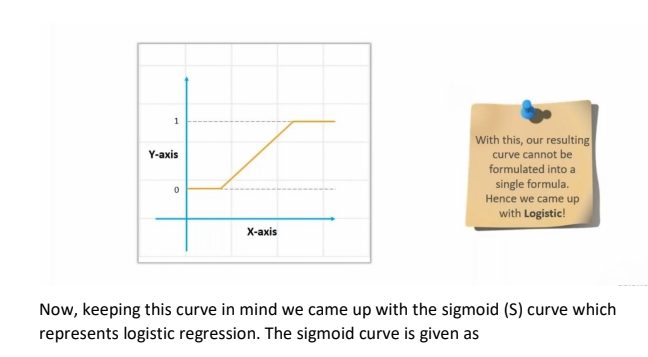 1
Y-axis
0
X-axis
With this, our resulting
curve cannot be
formulated into a
single formula.
Hence we came up
with Logistic!
Now, keeping this curve in mind we came up with the sigmoid (S) curve which
represents logistic regression. The sigmoid curve is given as